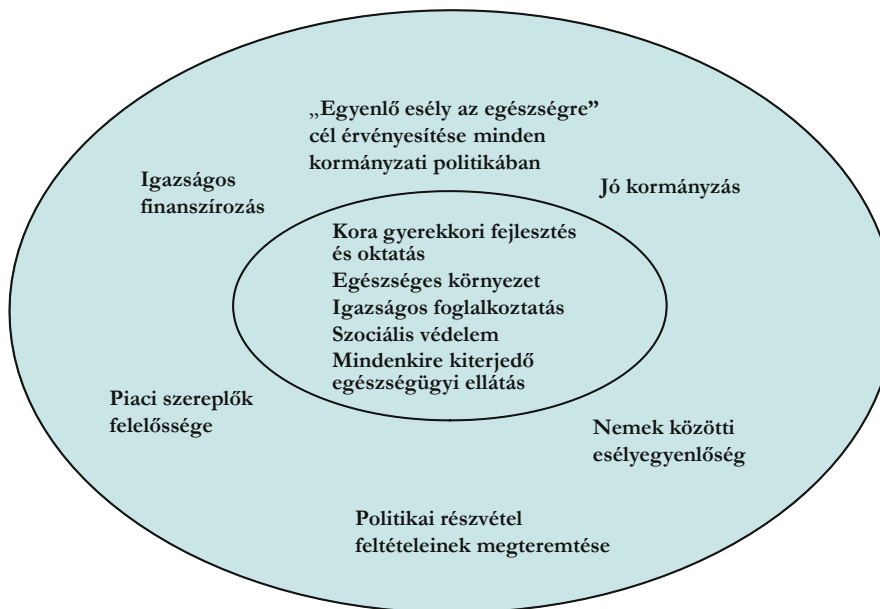 „Egyenlő esély az egészségre”
cél érvényesítése minden
kormányzati politikában
Igazságos
finanszírozás
Jó kormányzás
Kora gyerekkori fejlesztés
és oktatás
Egészséges környezet
Igazságos foglalkoztatás
Szociális védelem
Mindenkire kiterjedő
egészségügyi ellátás
Piaci szereplők
felelőssége
Nemek közötti
esélyegyenlőség
Politikai részvétel
feltételeinek megteremtése